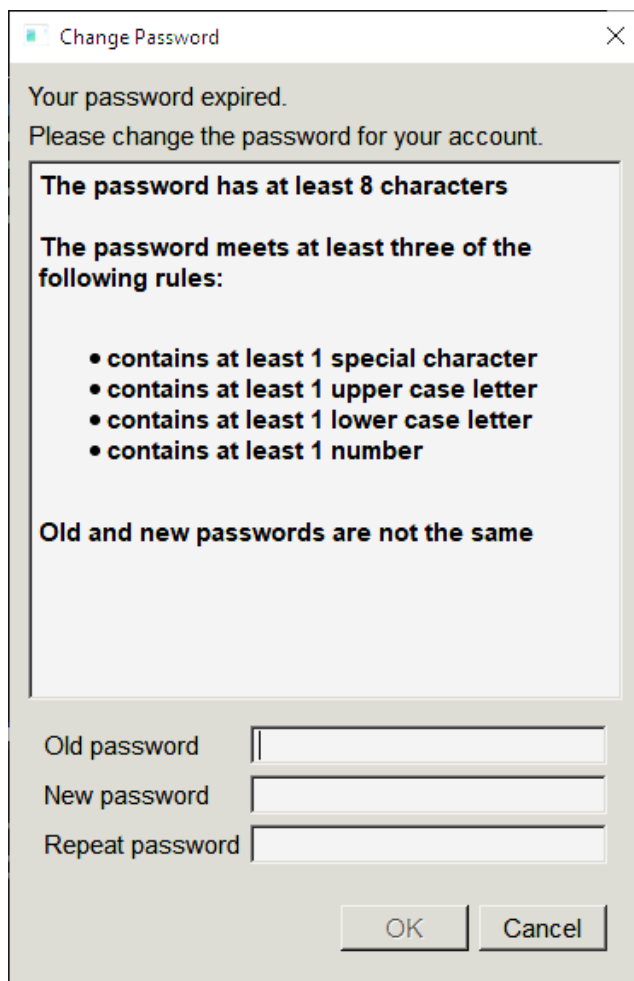 Change Password
Your password expired.
Please change the password for your account.
The password has at least 8 characters
The password meets at least three of the
following rules:
• contains at least 1 special character
• contains at least 1 upper case letter
• contains at least 1 lower case letter
• contains at least 1 number
Old and new passwords are not the same
Old password
New password
Repeat password
OK Cancel